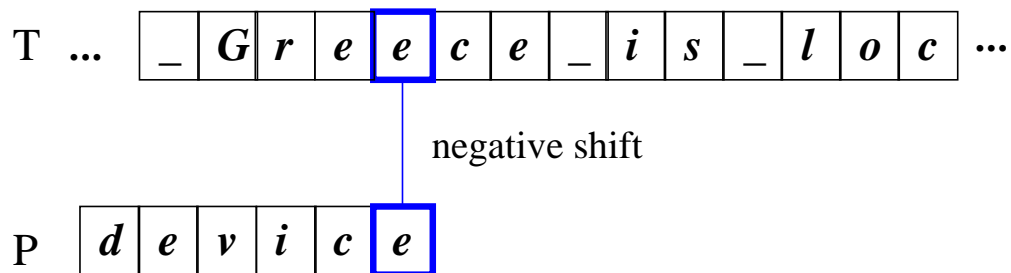 T ... _ G r e e c e _ i s _ l o c ...
negative shift
P d e v i c e